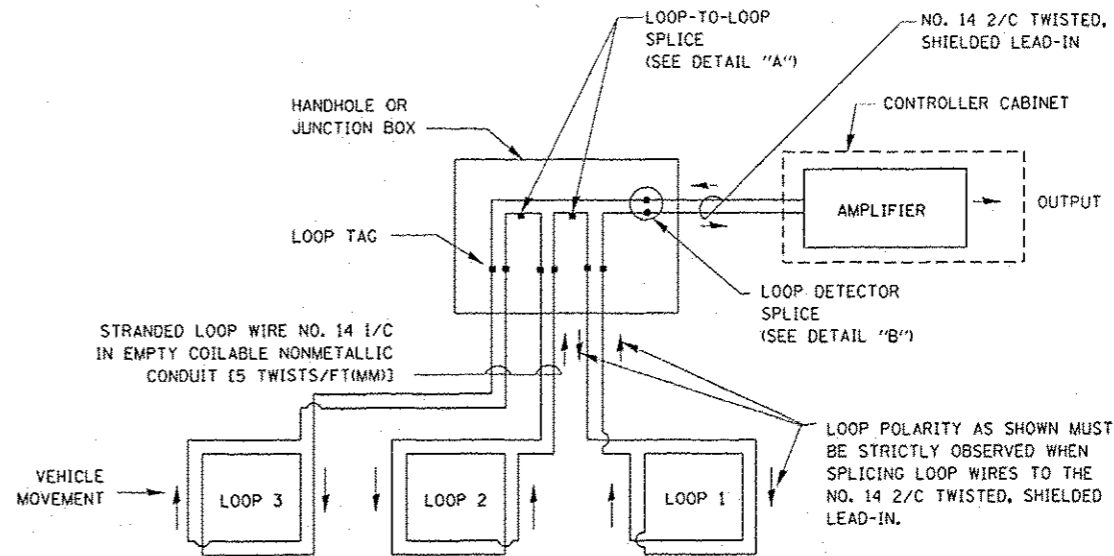 LOOP-TO-LOOP
SPLICE
(SEE DETAIL "A")
NO. 14 2/C TWISTED,
SHIELDED LEAD-IN
HANDHOLE OR
JUNCTION BOX
CONTROLLER CABINET
AMPLIFIER
OUTPUT
LOOP TAG
LOOP DETECTOR
SPLICE
(SEE DETAIL "B")
STRANDED LOOP WIRE NO. 14 1/C
IN EMPTY COILABLE NONMETALLIC
CONDUIT [5 TWISTS/FT(MM)]
VEHICLE
MOVEMENT
LOOP 3
LOOP 2
LOOP 1
LOOP POLARITY AS SHOWN MUST
BE STRICTLY OBSERVED WHEN
SPLICING LOOP WIRES TO THE
NO. 14 2/C TWISTED, SHIELDED
LEAD-IN.